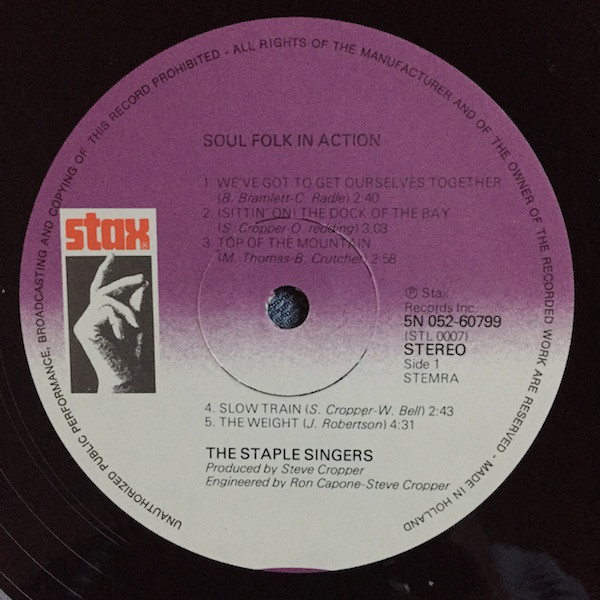 UNAUTHORIZED PUBLIC PERFORMANCE, BROADCASTING AND COPYING OF THIS RECORD PROHIBITED - ALL RIGHTS OF THE MANUFACTURER AND OF THE OWNER OF THE RECORDED WORK ARE RESERVED - MADE IN HOLLAND
SOUL FOLK IN ACTION
1. WE'VE GOT TO GET OURSELVES TOGETHER
(B. Bramlett-C. Radle) 2:40
2. (SITTIN' ON) THE DOCK OF THE BAY
(S. Cropper-O. redding) 3:03
3. TOP OF THE MOUNTAIN
(M. Thomas-B. Crutcher) 2:58
stax
℗ Stax
Records Inc.
5N 052-60799
(STL 0007)
STEREO
Side 1
STEMRA
4. SLOW TRAIN (S. Cropper-W. Bell) 2:43
5. THE WEIGHT (J. Robertson) 4:31
THE STAPLE SINGERS
Produced by Steve Cropper
Engineered by Ron Capone-Steve Cropper